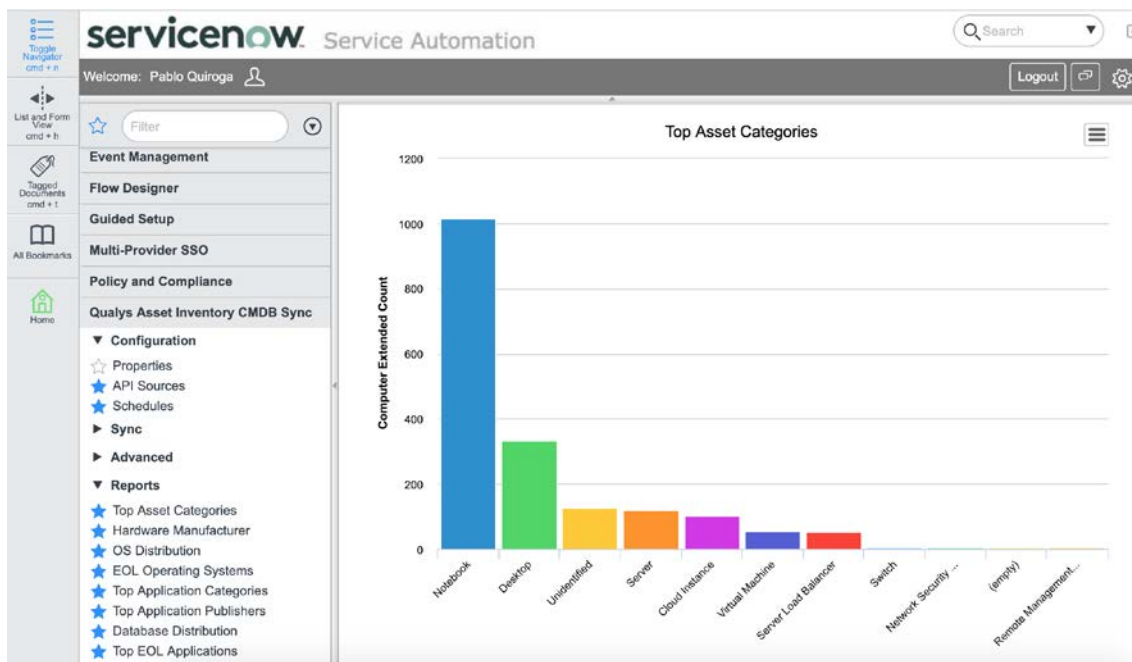 Toggle
Navigator
cmd + n
List and Form
View
cmd + h
Tagged
Documents
cmd + t
All Bookmarks
Home
servicenow. Service Automation
Search
Welcome: Pablo Quiroga
Logout
Filter
Event Management
Flow Designer
Guided Setup
Multi-Provider SSO
Policy and Compliance
Qualys Asset Inventory CMDB Sync
Configuration
Properties
API Sources
Schedules
Sync
Advanced
Reports
Top Asset Categories
Hardware Manufacturer
OS Distribution
EOL Operating Systems
Top Application Categories
Top Application Publishers
Database Distribution
Top EOL Applications
Top Asset Categories
Computer Extended Count
1200
1000
800
600
400
200
0
Notebook
Desktop
Unidentified
Server
Cloud Instance
Virtual Machine
Server Load Balancer
Switch
Network Security ...
(empty)
Remote Management...